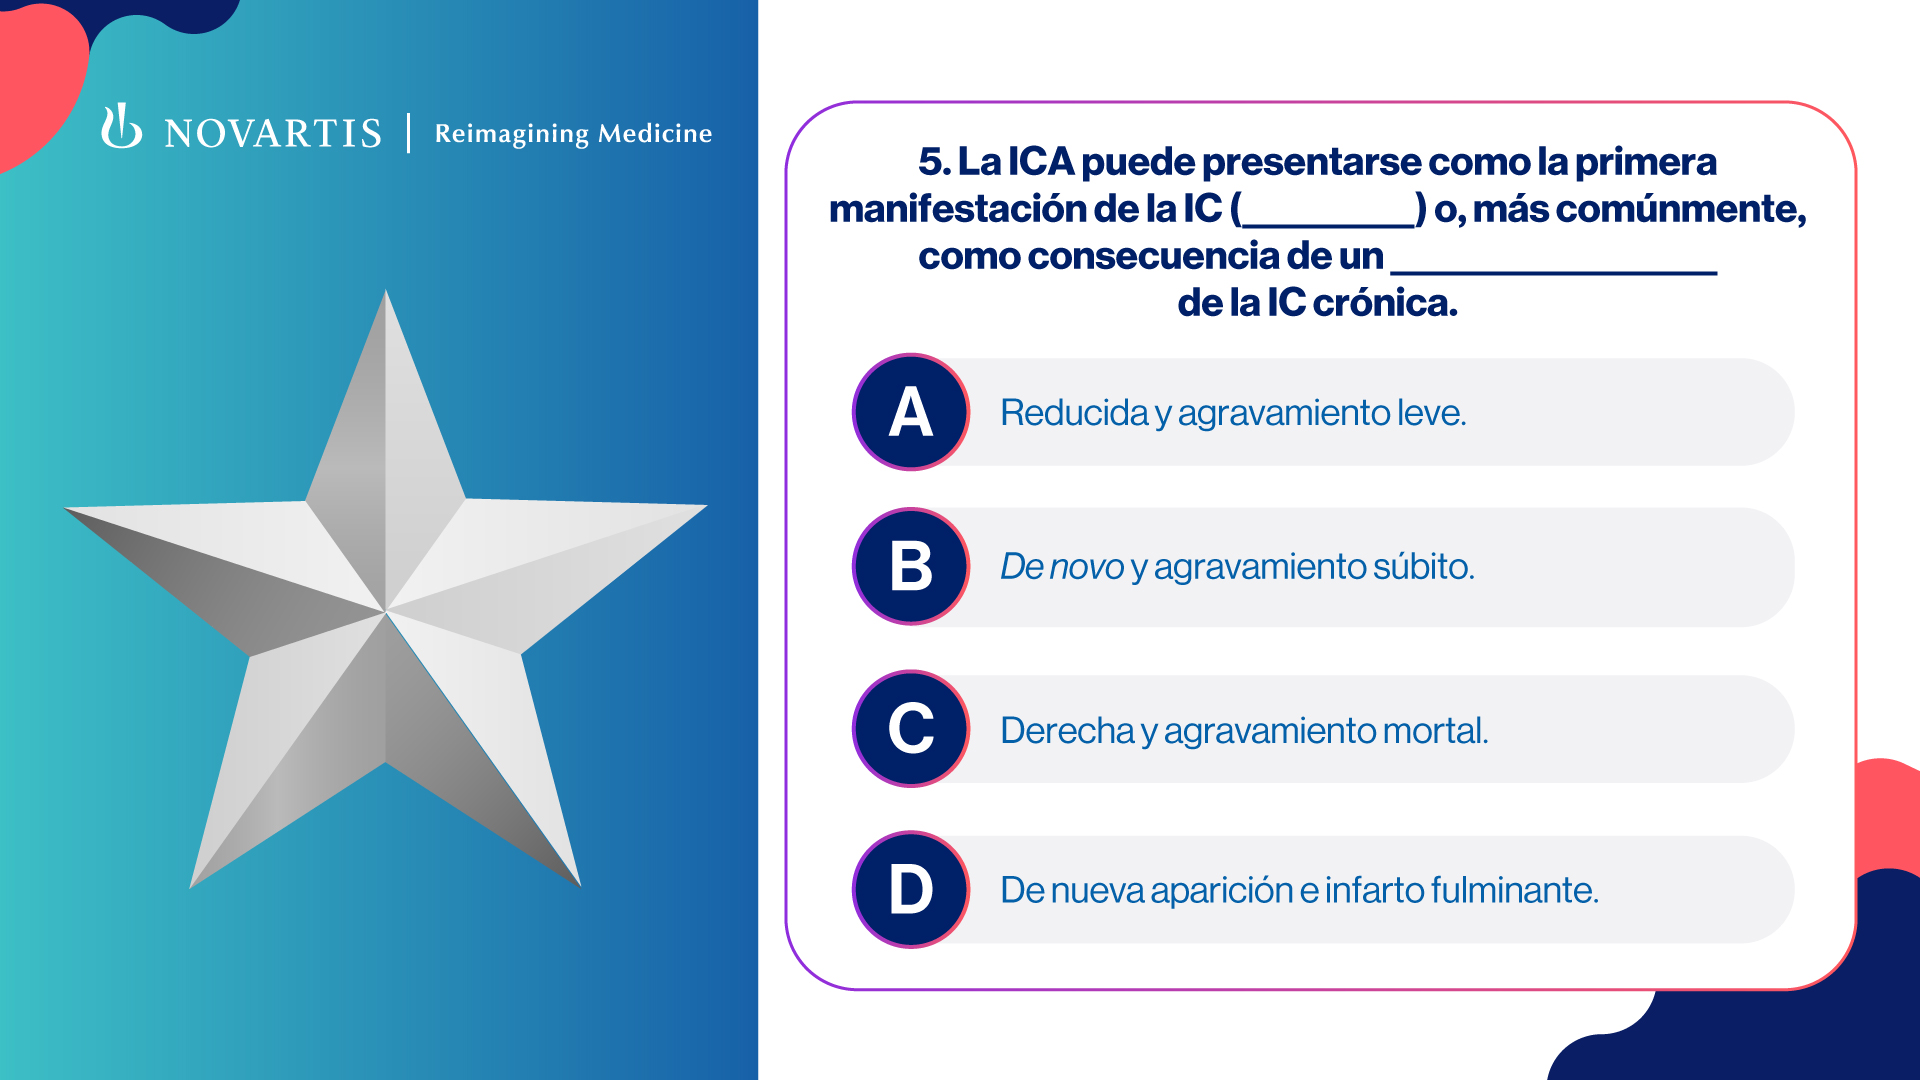 NOVARTIS | Reimagining Medicine
5. La ICA puede presentarse como la primera
manifestación de la IC (_________) o, más comúnmente,
como consecuencia de un _________________
de la IC crónica.
A Reducida y agravamiento leve.
B De novo y agravamiento súbito.
C Derecha y agravamiento mortal.
D De nueva aparición e infarto fulminante.